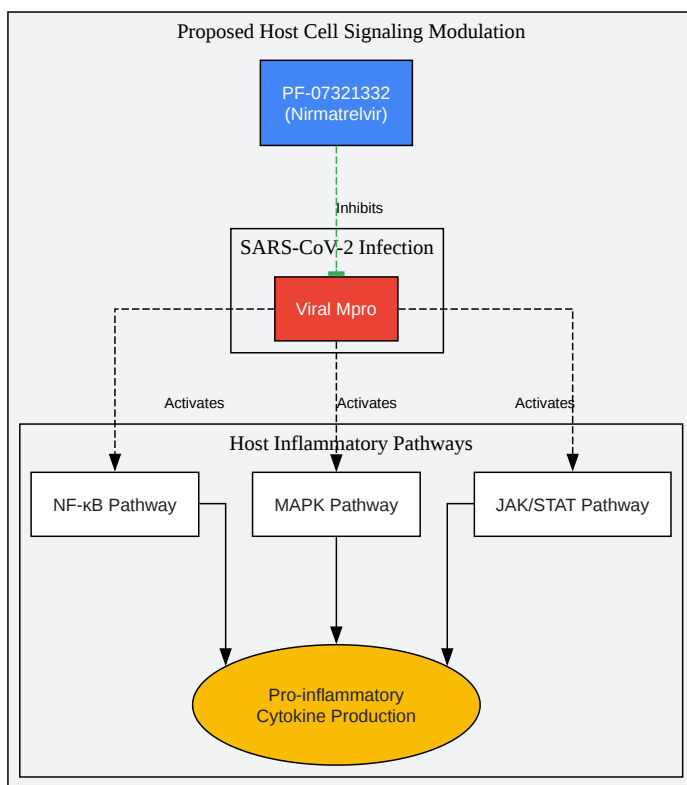 Proposed Host Cell Signaling Modulation
PF-07321332
(Nirmatrelvir)
Inhibits
SARS-CoV-2 Infection
Viral Mpro
Activates
Activates
Activates
Host Inflammatory Pathways
NF-κB Pathway
MAPK Pathway
JAK/STAT Pathway
Pro-inflammatory
Cytokine Production